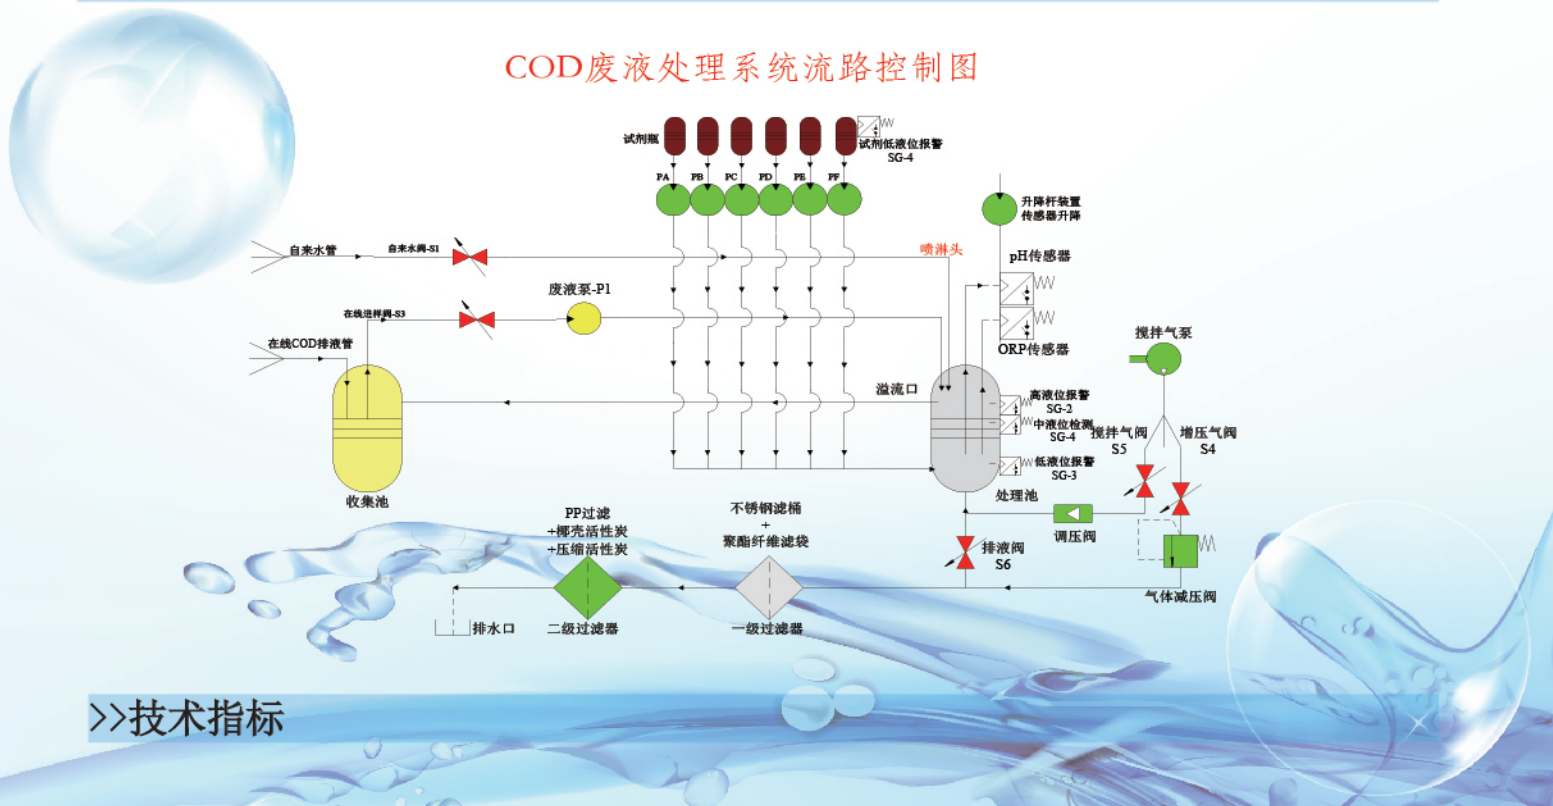 COD废液处理系统流路控制图
试剂瓶
试剂低液位报警
SG-4
PA
PB
PC
PD
PE
PF
升降杆装置
传感器升降
自来水管
自来水阀-S1
喷淋头
pH传感器
废液泵-P1
在线进样阀-S3
在线COD排液管
ORP传感器
搅拌气泵
溢流口
高液位报警
SG-2
中液位检测
SG-4
搅拌气阀
S5
增压气阀
S4
低液位报警
SG-3
收集池
处理池
PP过滤
+椰壳活性炭
+压缩活性炭
不锈钢滤桶
+
聚酯纤维滤袋
调压阀
排液阀
S6
气体减压阀
排水口
二级过滤器
一级过滤器
>>技术指标